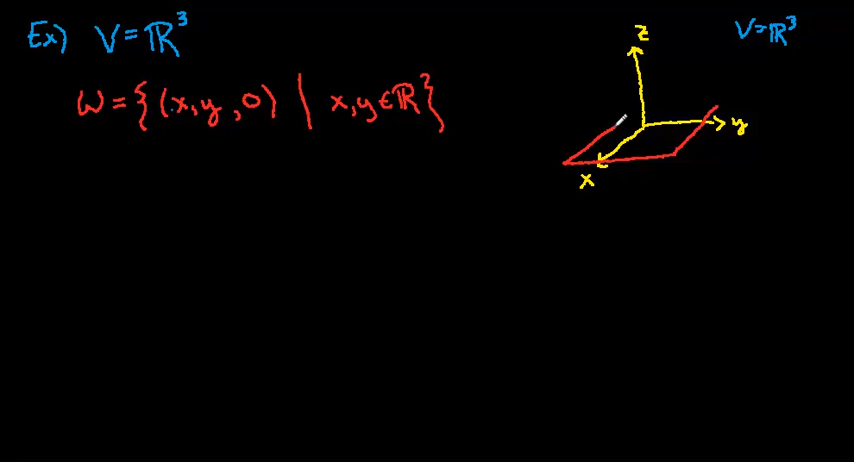 Ex) V=ℝ³
W={(x,y,0) | x,y∈ℝ}
z
V=ℝ³
y
x